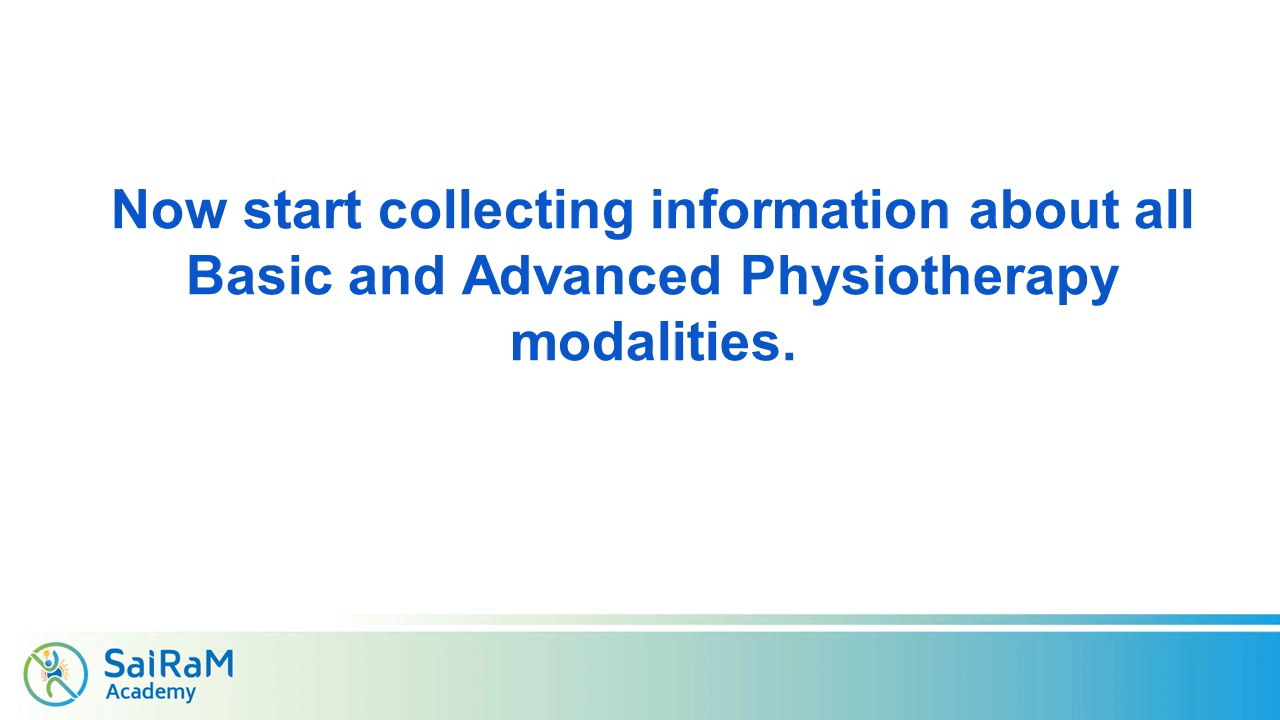 Now start collecting information about all
Basic and Advanced Physiotherapy
modalities.
SaiRaM
Academy